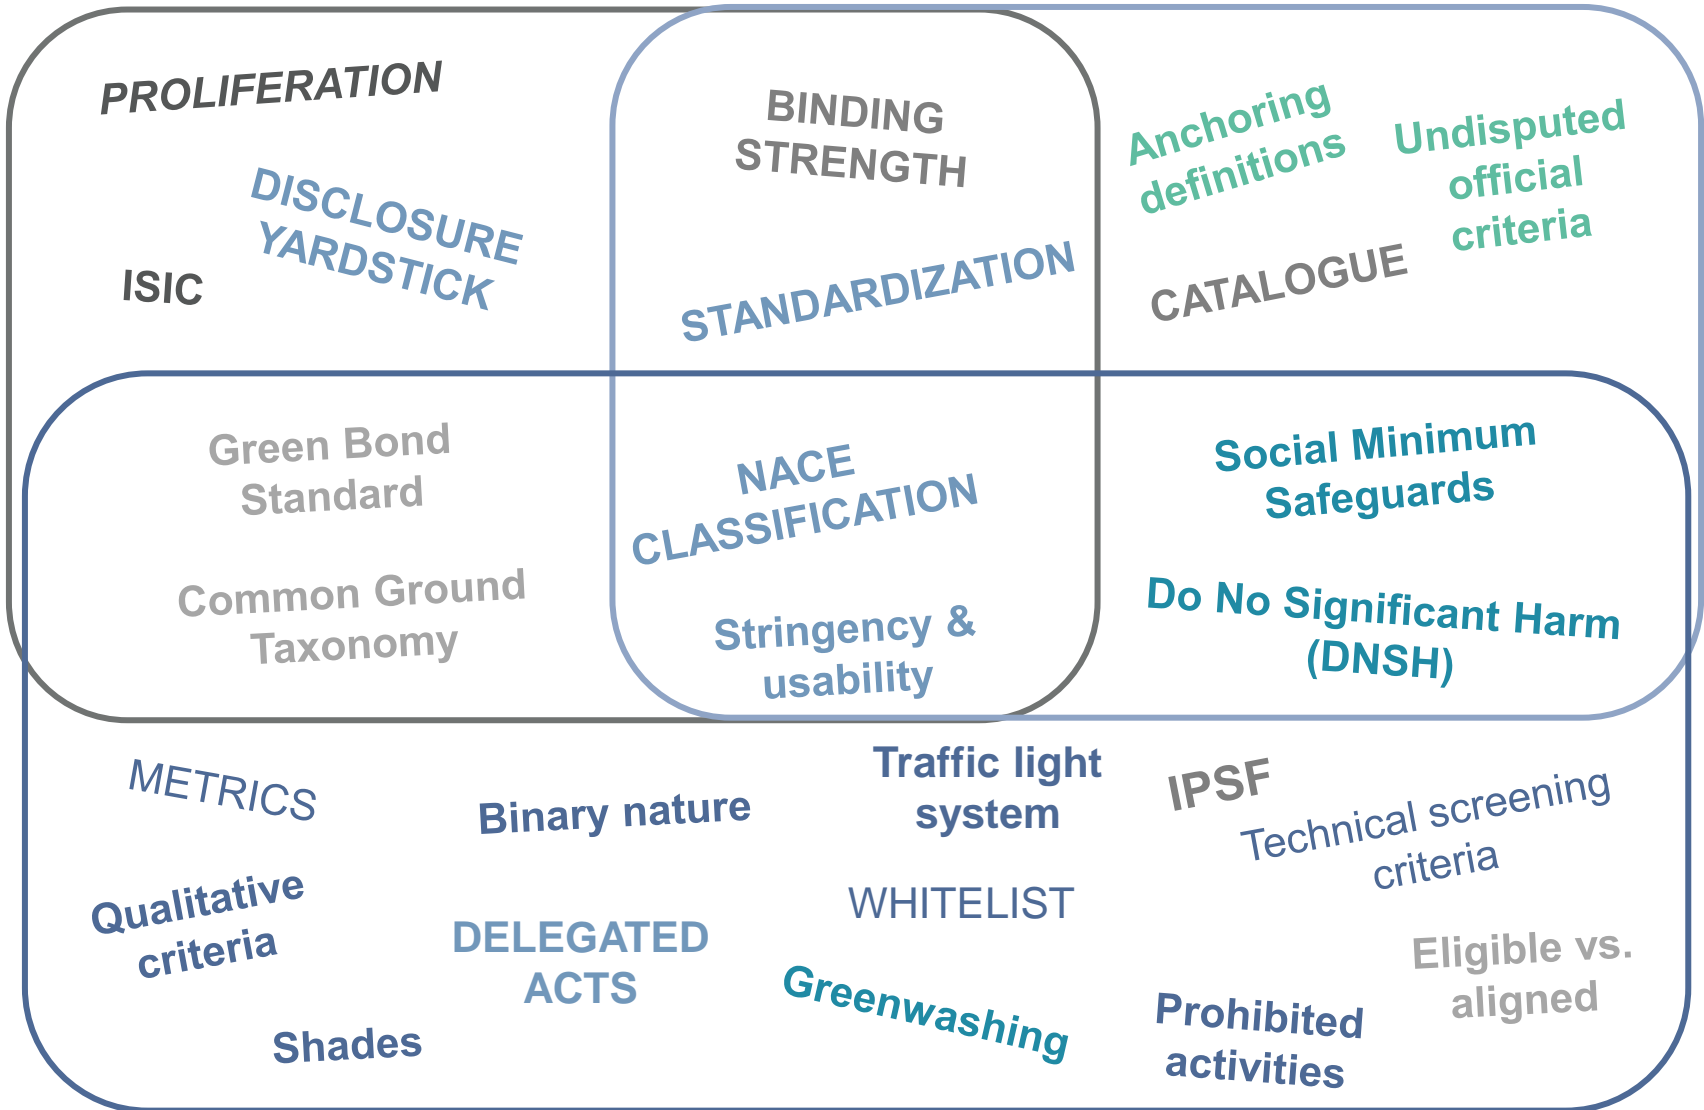 PROLIFERATION
DISCLOSURE
YARDSTICK
ISIC
BINDING
STRENGTH
STANDARDIZATION
Anchoring
definitions
Undisputed
official
criteria
CATALOGUE
Green Bond
Standard
Common Ground
Taxonomy
NACE
CLASSIFICATION
Stringency &
usability
Social Minimum
Safeguards
Do No Significant Harm
(DNSH)
METRICS
Binary nature
Traffic light
system
IPSF
Technical screening
criteria
Qualitative
criteria
DELEGATED
ACTS
WHITELIST
Greenwashing
Eligible vs.
aligned
Shades
Prohibited
activities